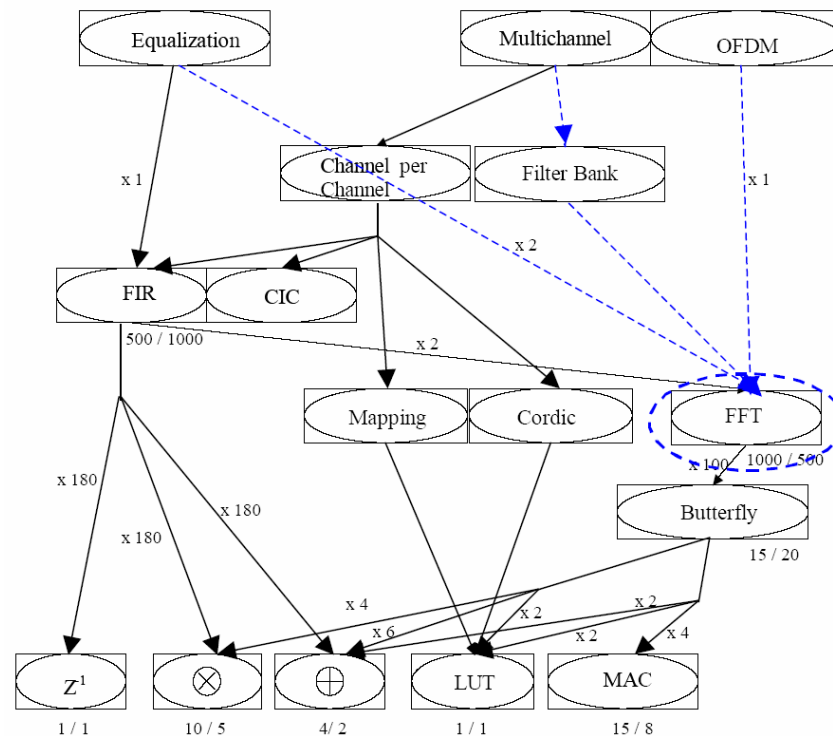 Equalization
Multichannel
OFDM
Channel per
Channel
Filter Bank
x 1
x 1
x 2
FIR
CIC
500 / 1000
x 2
Mapping
Cordic
FFT
x 100
1000 / 500
x 180
x 180
x 180
Butterfly
15 / 20
x 4
x 6
x 2
x 2
x 2
x 4
Z-1
LUT
MAC
1 / 1
10 / 5
4/ 2
1 / 1
15 / 8